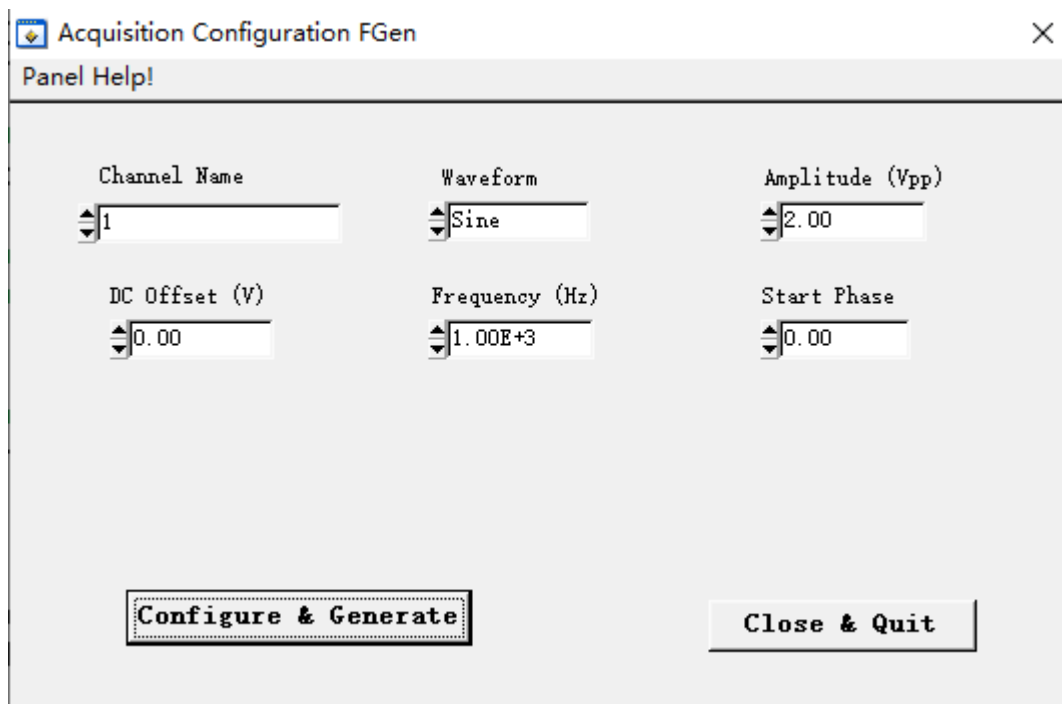 Acquisition Configuration FGen
Panel Help!
Channel Name
Waveform
Amplitude (Vpp)
1
Sine
2.00
DC Offset (V)
Frequency (Hz)
Start Phase
0.00
1.00E+3
0.00
Configure & Generate
Close & Quit